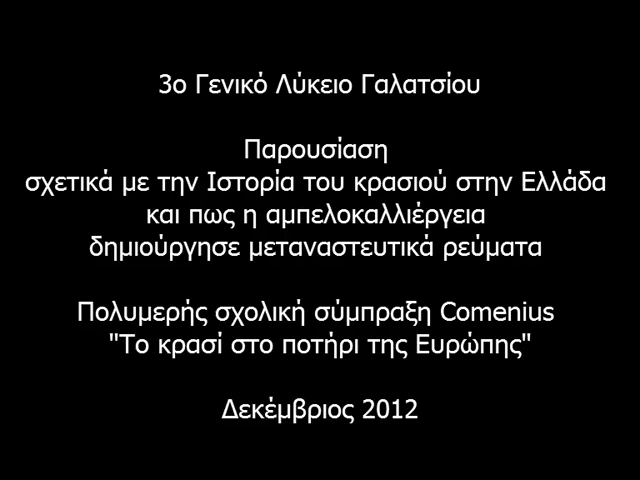 3ο Γενικό Λύκειο Γαλατσίου
Παρουσίαση
σχετικά με την Ιστορία του κρασιού στην Ελλάδα
και πως η αμπελοκαλλιέργεια
δημιούργησε μεταναστευτικά ρεύματα
Πολυμερής σχολική σύμπραξη Comenius
"Το κρασί στο ποτήρι της Ευρώπης"
Δεκέμβριος 2012